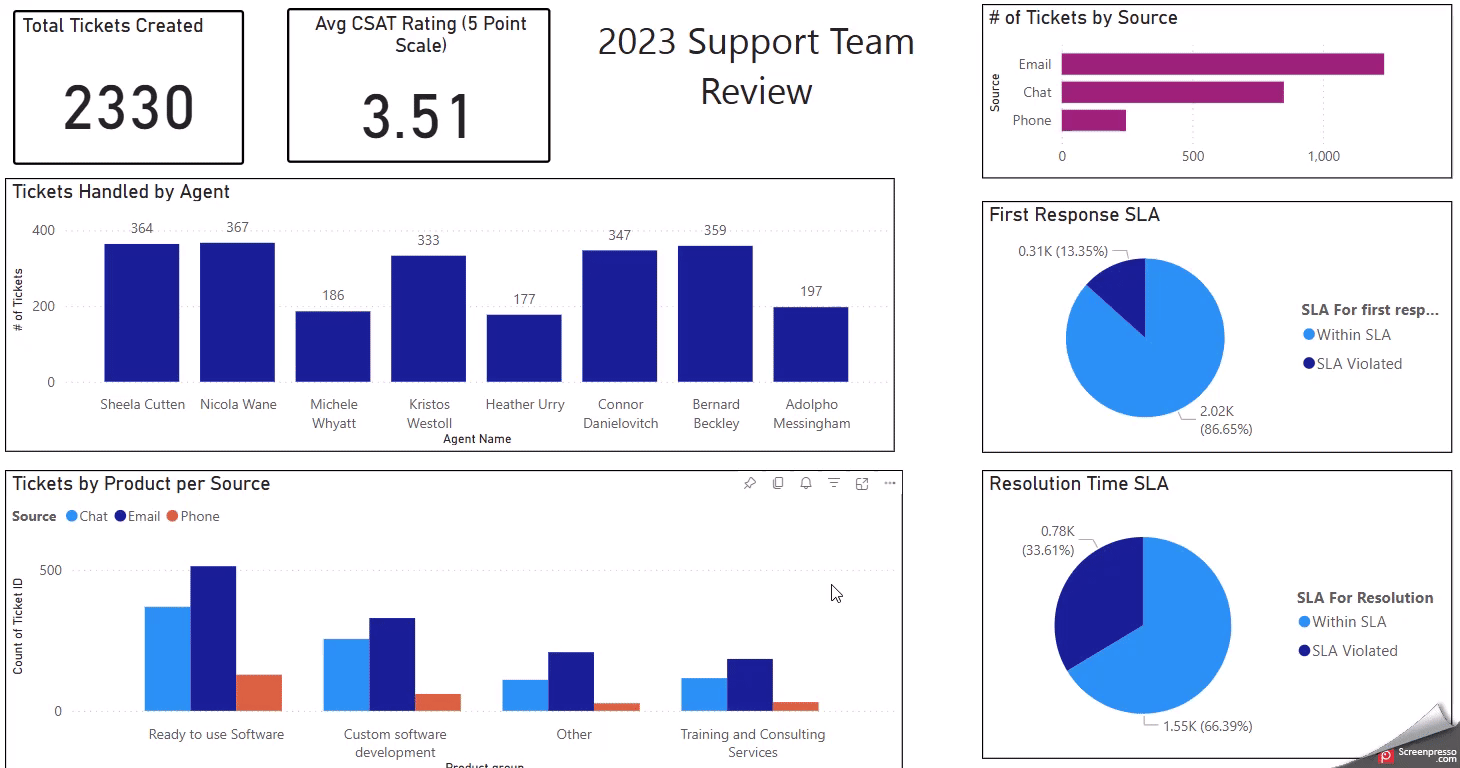 Total Tickets Created
2330
Avg CSAT Rating (5 Point
Scale)
3.51
2023 Support Team
Review
# of Tickets by Source
Source
Email
Chat
Phone
0
500
1,000
Tickets Handled by Agent
# of Tickets
400
200
0
364
367
186
333
177
347
359
197
Sheela Cutten
Nicola Wane
Michele
Whyatt
Kristos
Westoll
Heather Urry
Connor
Danielovitch
Bernard
Beckley
Adolpho
Messingham
Agent Name
First Response SLA
0.31K (13.35%)
2.02K
(86.65%)
SLA For first resp...
Within SLA
SLA Violated
Tickets by Product per Source
Source
Chat
Email
Phone
Count of Ticket ID
500
0
Ready to use Software
Custom software
development
Other
Training and Consulting
Services
Product group
Resolution Time SLA
0.78K
(33.61%)
1.55K (66.39%)
SLA For Resolution
Within SLA
SLA Violated
Screenpresso
.com